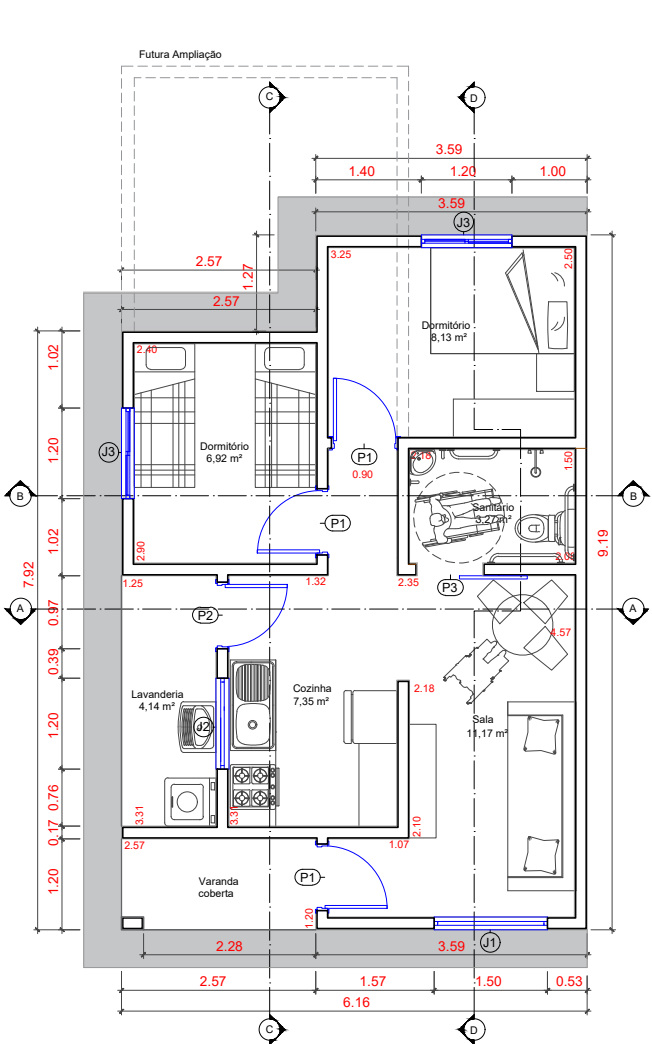 Futura Ampliação
C
D
3.59
1.40
1.20
1.00
3.59
J3
2.57
1.27
2.57
3.25
2.50
Dormitório
8,13 m²
1.02
2.40
1.20
J3
Dormitório
6,92 m²
P1
0.90
2.18
1.50
Sanitário
3,27 m²
B
B
P1
1.02
2.90
2.08
7.92
9.19
1.25
1.32
2.35
P3
A
A
0.97
P2
4.57
0.39
Lavanderia
4,14 m²
Cozinha
7,35 m²
2.18
Sala
11,17 m²
1.20
J2
0.76
3.31
2.10
0.17
2.57
1.07
1.20
P1
Varanda
coberta
1.20
J1
2.28
3.59
2.57
1.57
1.50
0.53
6.16
C
D